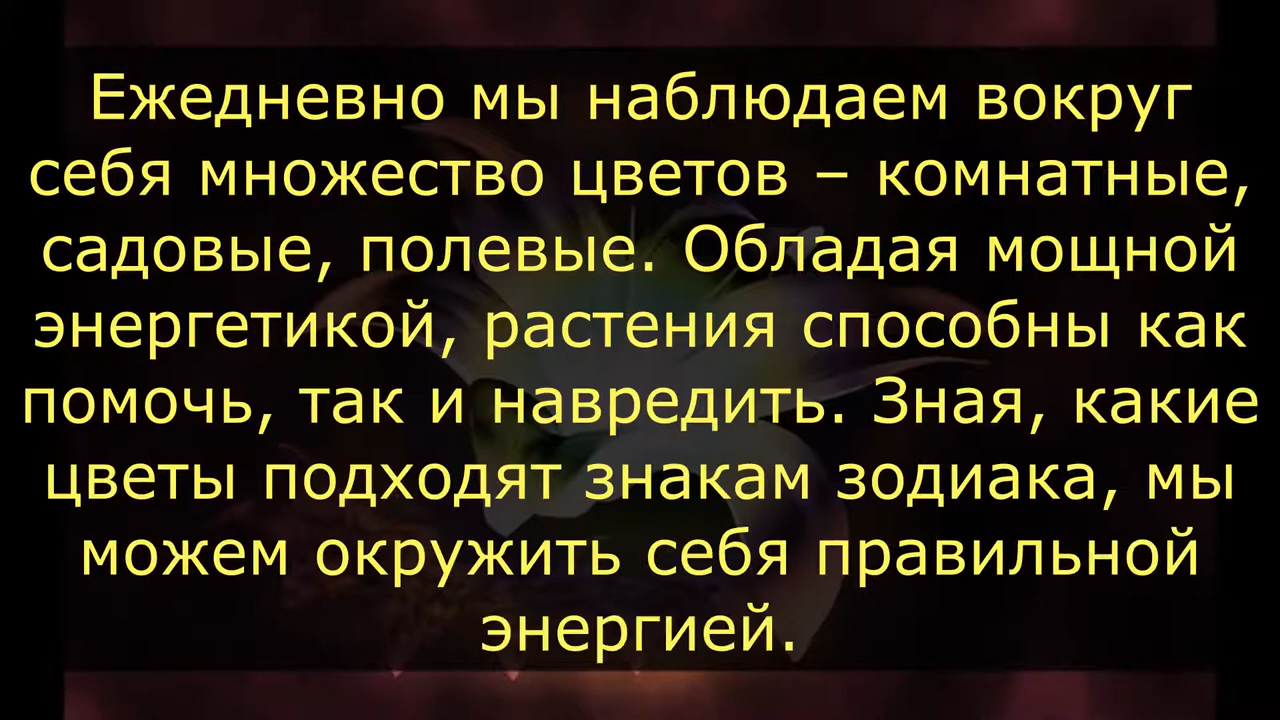 Ежедневно мы наблюдаем вокруг
себя множество цветов – комнатные,
садовые, полевые. Обладая мощной
энергетикой, растения способны как
помочь, так и навредить. Зная, какие
цветы подходят знакам зодиака, мы
можем окружить себя правильной
энергией.